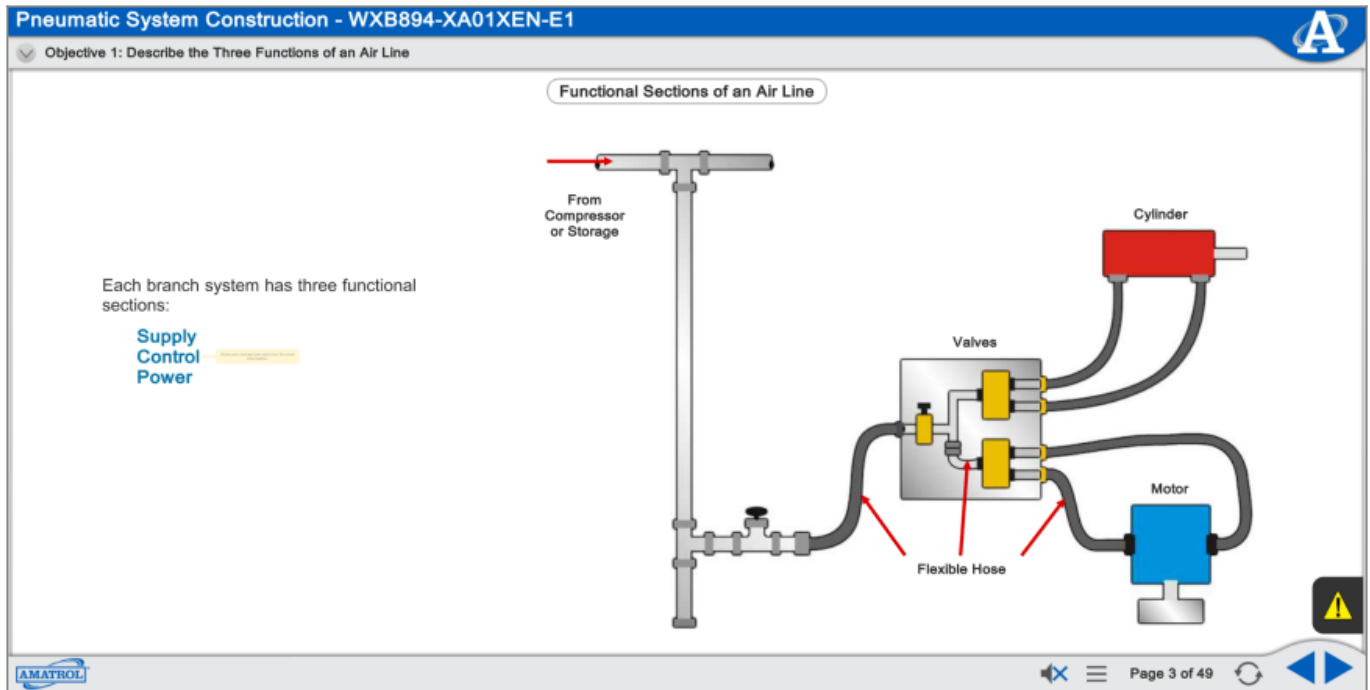 Pneumatic System Construction - WXB894-XA01XEN-E1
Objective 1: Describe the Three Functions of an Air Line
Functional Sections of an Air Line
From
Compressor
or Storage
Cylinder
Each branch system has three functional
sections:
Supply
Control
Power
Valves
Motor
Flexible Hose
AMATROL
Page 3 of 49